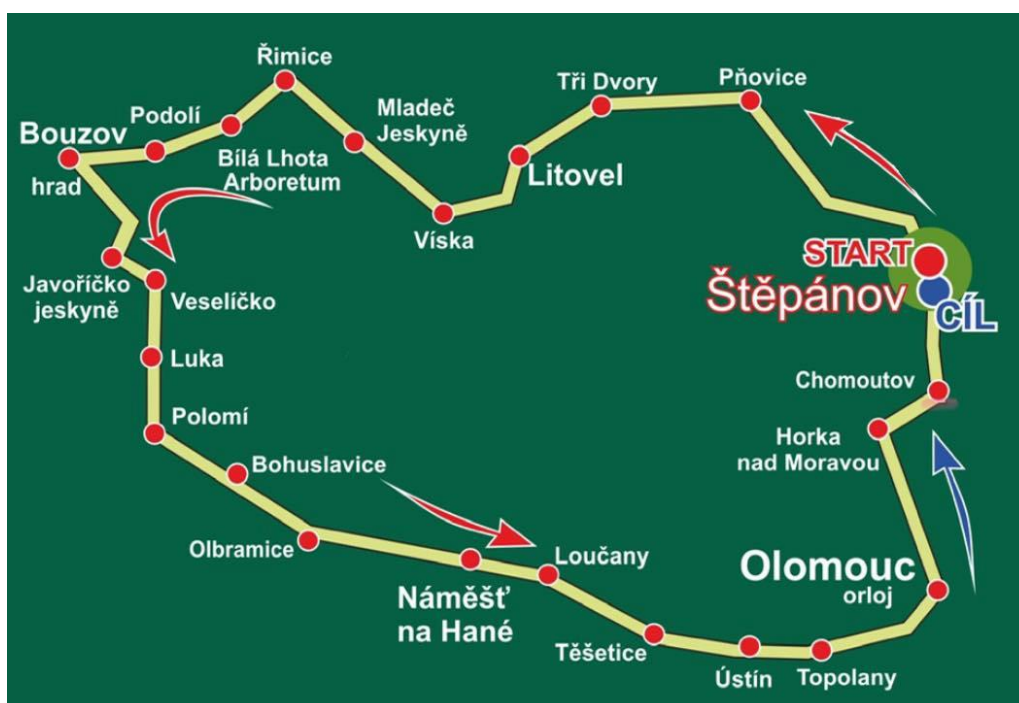 Řimice
Tři Dvory
Pňovice
Podolí
Mladeč
Jeskyně
Bouzov
hrad
Bílá Lhota
Arboretum
Litovel
Víska
START
Štěpánov
CÍL
Javoříčko
jeskyně
Veselíčko
Luka
Chomoutov
Polomí
Horka
nad Moravou
Bohuslavice
Olbramice
Loučany
Olomouc
orloj
Náměšť
na Hané
Těšetice
Ústín
Topolany